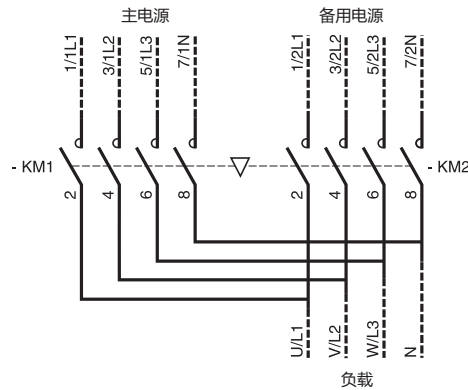 主电源
备用电源
1/1L1
3/1L2
5/1L3
7/1N
1/2L1
3/2L2
5/2L3
7/2N
- KM1
- KM2
2
4
6
8
2
4
6
8
U/L1
V/L2
W/L3
N
负载